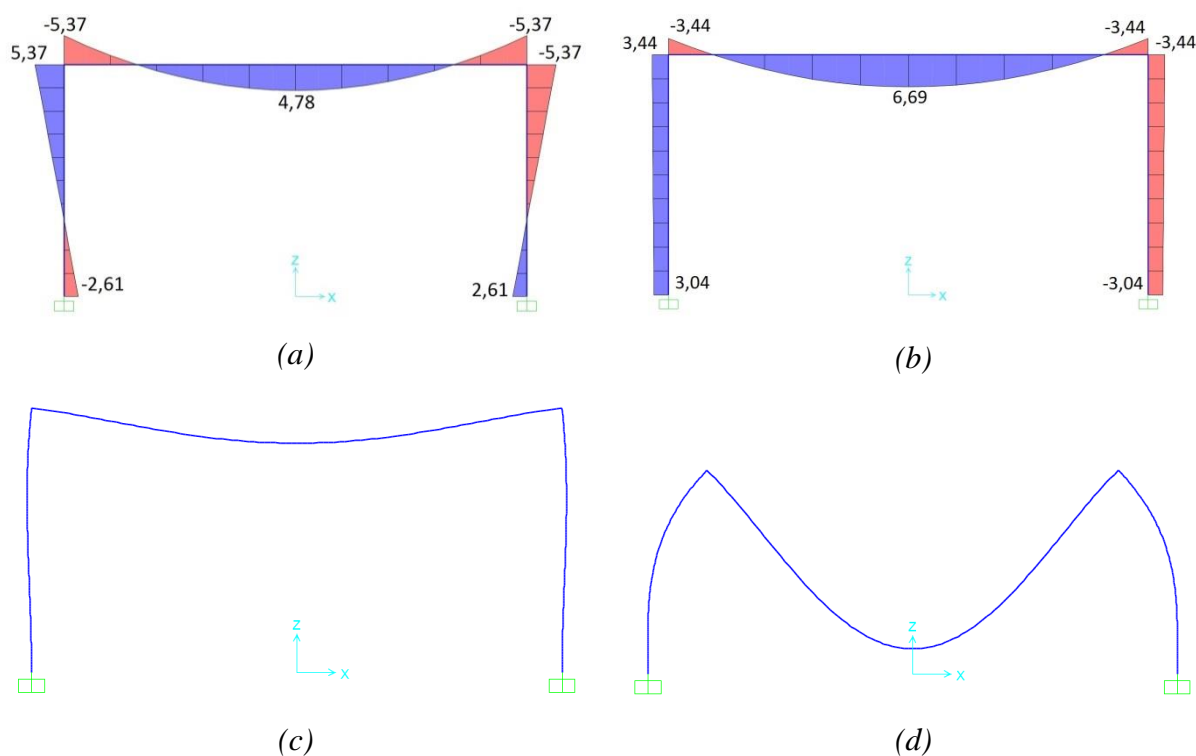 -5,37 -5,37
5,37 -5,37
4,78
-2,61 2,61
z
x
(a)
-3,44 -3,44
3,44 -3,44
6,69
3,04 -3,04
z
x
(b)
z
x
(c)
z
x
(d)